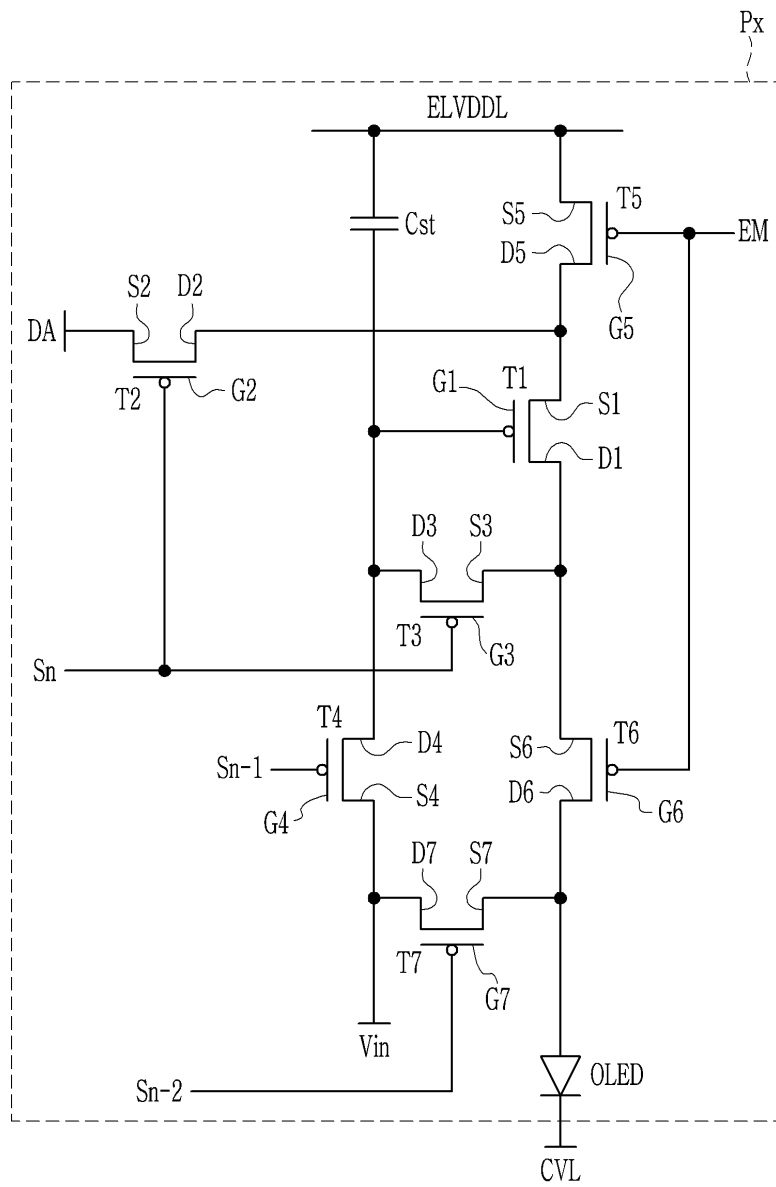 Px
ELVDDL
T5
S5
Cst
EM
D5
S2 D2
G5
DA
T1
G1
T2 G2
S1
D1
D3 S3
T3 G3
Sn
T4 T6
D4 S6
Sn-1
S4 D6
G4 G6
D7 S7
T7 G7
Vin
OLED
Sn-2
CVL